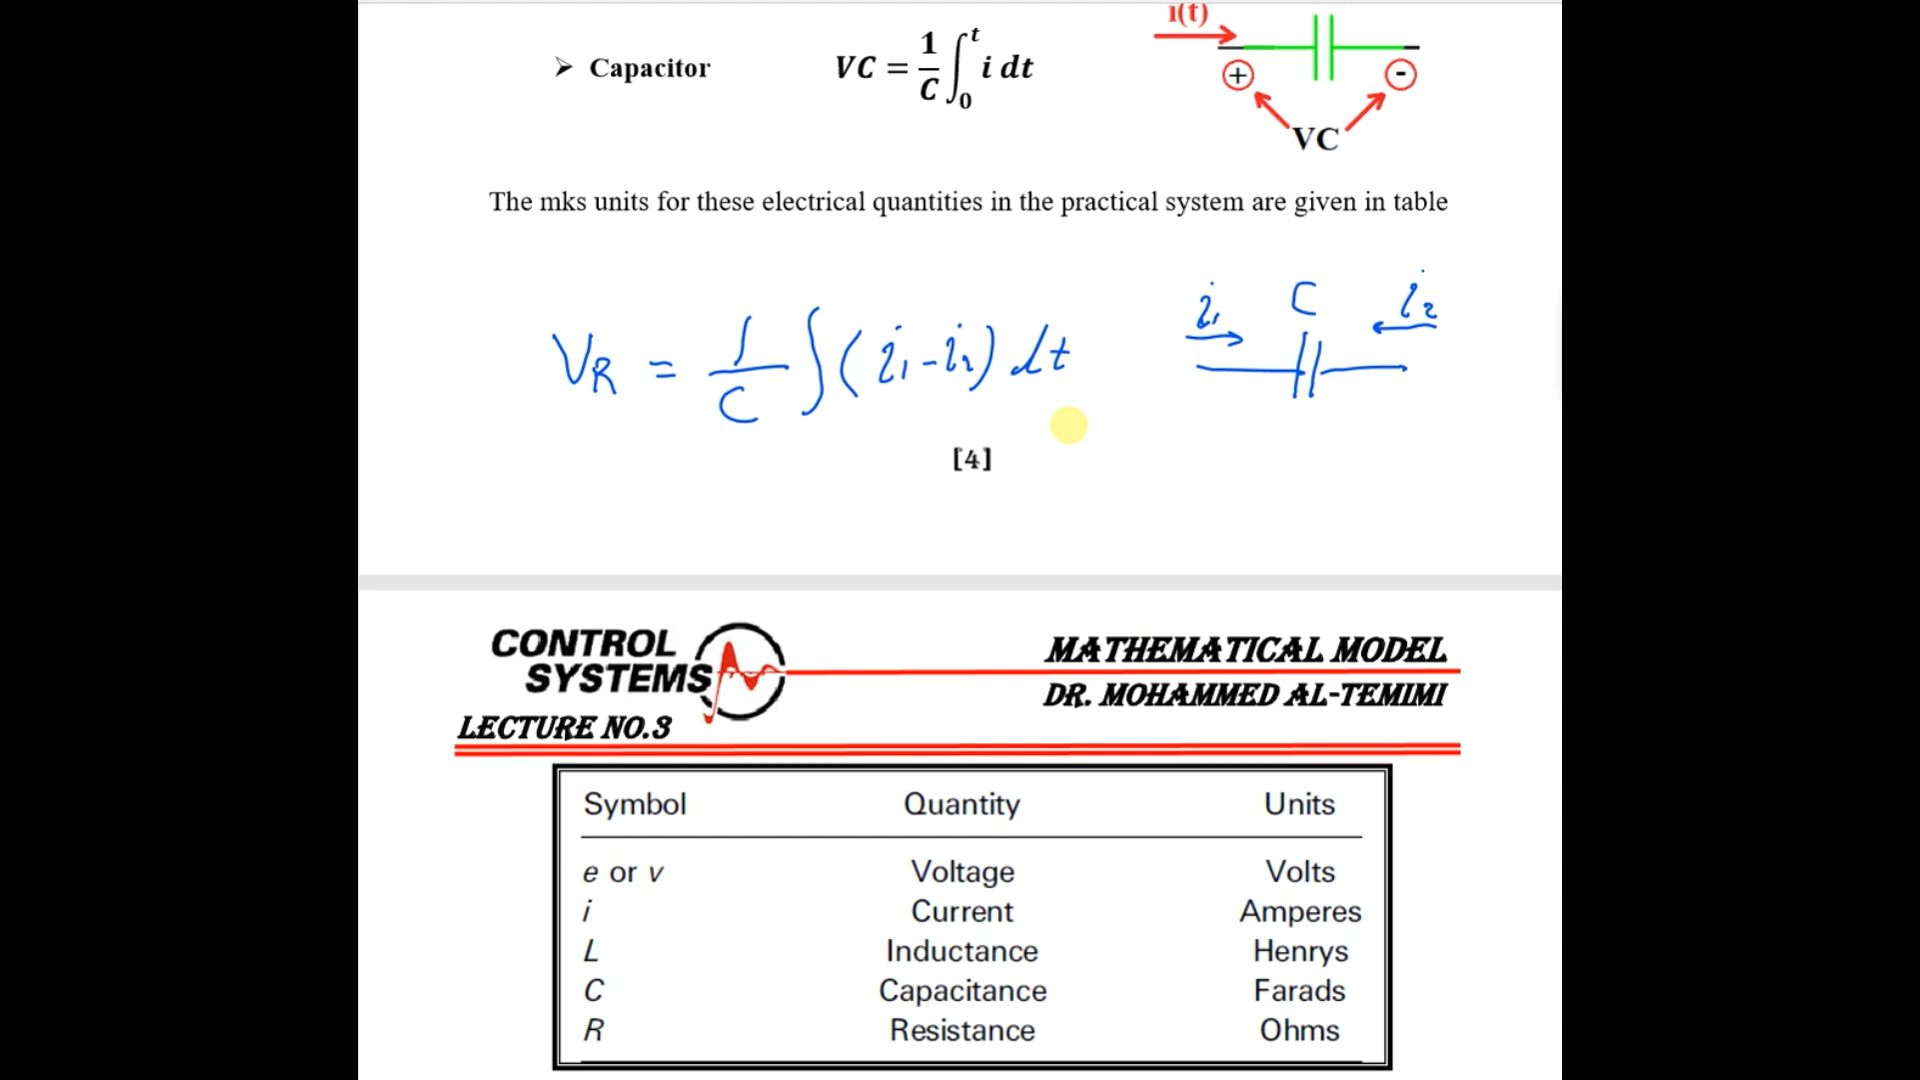 i(t)
➢ Capacitor VC = 1/C ∫₀ᵗ i dt
+ -
VC
The mks units for these electrical quantities in the practical system are given in table
i₁ C i₂
V_R = 1/C ∫(i₁-i₂) dt
[4]
CONTROL SYSTEMS
MATHEMATICAL MODEL
DR. MOHAMMED AL-TEMIMI
LECTURE NO.3
Symbol Quantity Units
e or v Voltage Volts
i Current Amperes
L Inductance Henrys
C Capacitance Farads
R Resistance Ohms